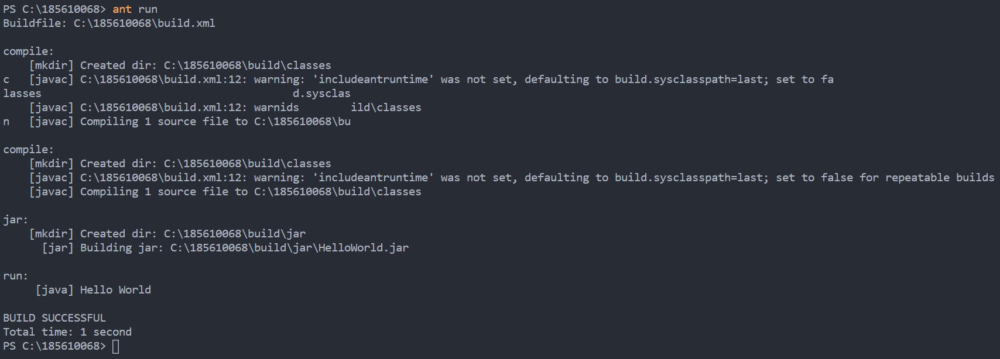 PS C:\185610068> ant run
Buildfile: C:\185610068\build.xml
compile:
    [mkdir] Created dir: C:\185610068\build\classes
c   [javac] C:\185610068\build.xml:12: warning: 'includeantruntime' was not set, defaulting to build.sysclasspath=last; set to fa
lasses                                       d.sysclas
    [javac] C:\185610068\build.xml:12: warnids        ild\classes
n   [javac] Compiling 1 source file to C:\185610068\bu
compile:
    [mkdir] Created dir: C:\185610068\build\classes
    [javac] C:\185610068\build.xml:12: warning: 'includeantruntime' was not set, defaulting to build.sysclasspath=last; set to false for repeatable builds
    [javac] Compiling 1 source file to C:\185610068\build\classes
jar:
    [mkdir] Created dir: C:\185610068\build\jar
      [jar] Building jar: C:\185610068\build\jar\HelloWorld.jar
run:
     [java] Hello World
BUILD SUCCESSFUL
Total time: 1 second
PS C:\185610068>